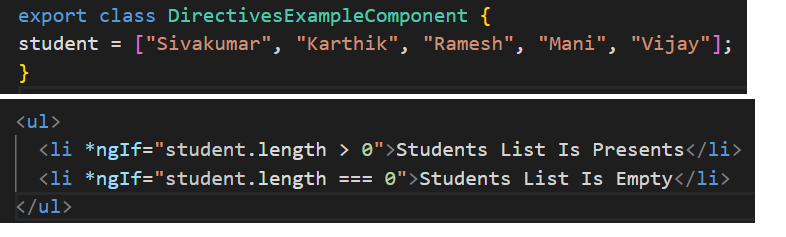 export class DirectivesExampleComponent {
student = ["Sivakumar", "Karthik", "Ramesh", "Mani", "Vijay"];
}
<ul>
<li *ngIf="student.length > 0">Students List Is Presents</li>
<li *ngIf="student.length === 0">Students List Is Empty</li>
</ul>